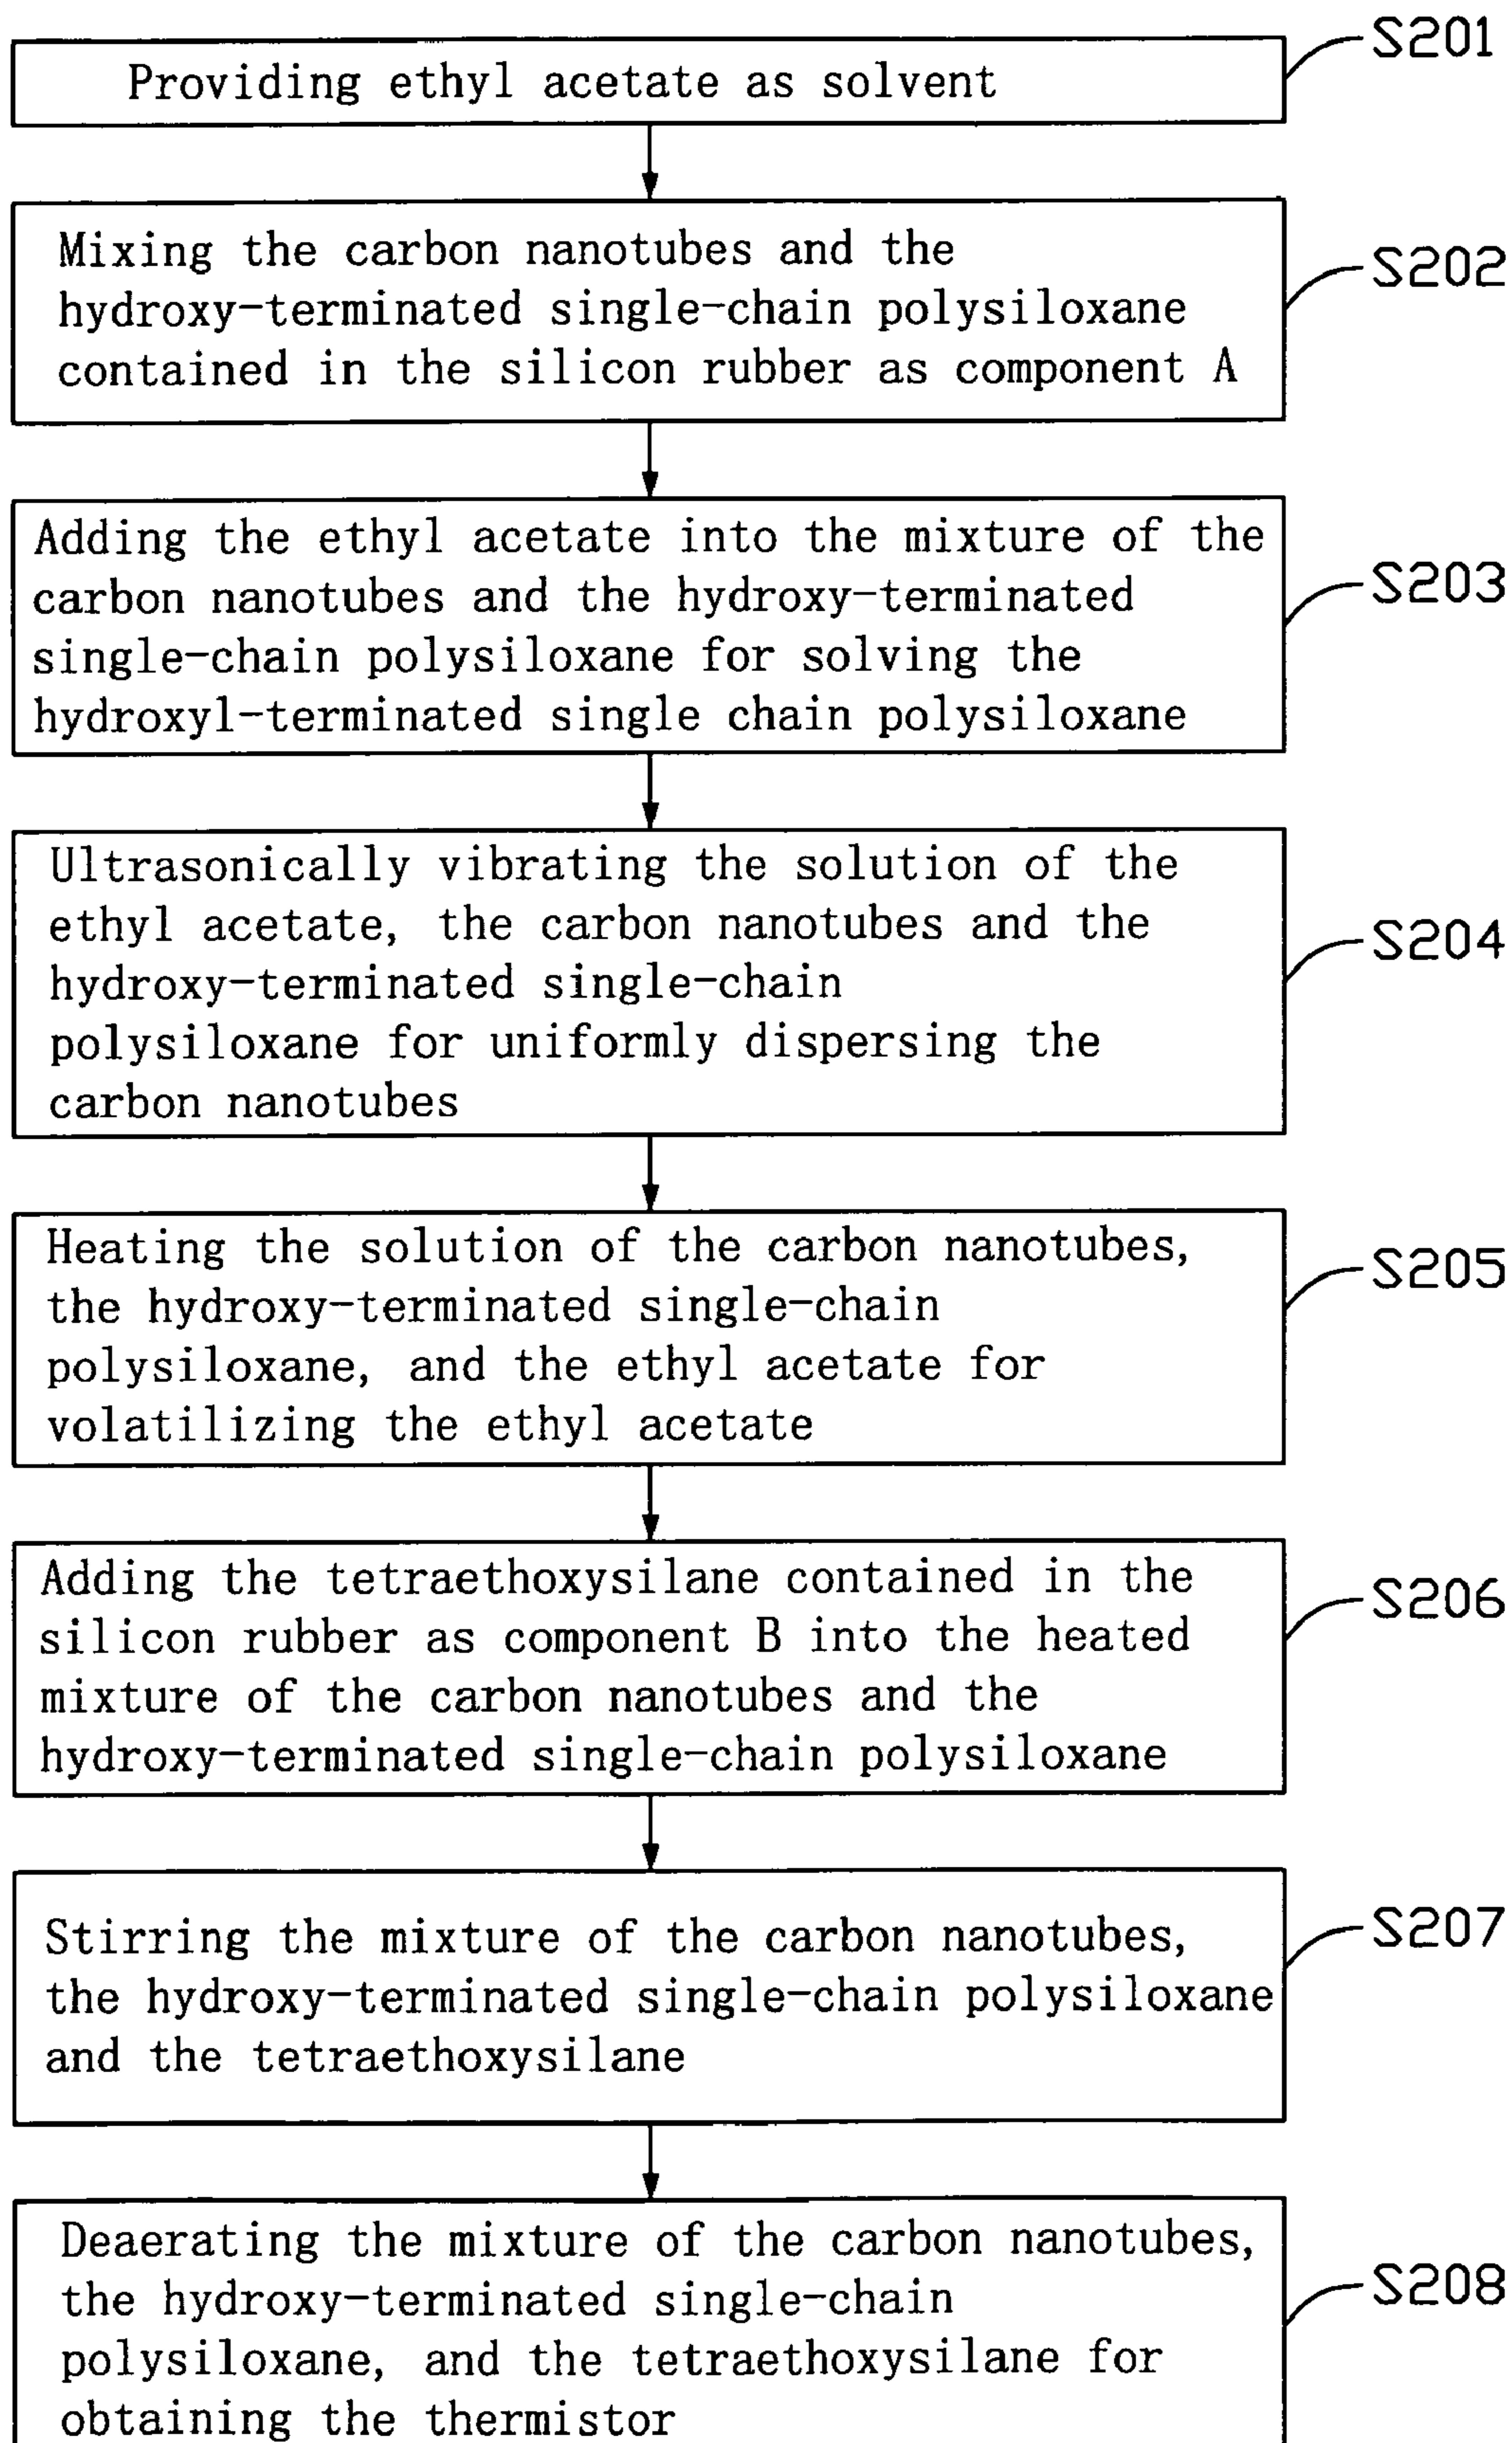 S201
Providing ethyl acetate as solvent
S202
Mixing the carbon nanotubes and the
hydroxy-terminated single-chain polysiloxane
contained in the silicon rubber as component A
S203
Adding the ethyl acetate into the mixture of the
carbon nanotubes and the hydroxy-terminated
single-chain polysiloxane for solving the
hydroxyl-terminated single chain polysiloxane
S204
Ultrasonically vibrating the solution of the
ethyl acetate, the carbon nanotubes and the
hydroxy-terminated single-chain
polysiloxane for uniformly dispersing the
carbon nanotubes
S205
Heating the solution of the carbon nanotubes,
the hydroxy-terminated single-chain
polysiloxane, and the ethyl acetate for
volatilizing the ethyl acetate
S206
Adding the tetraethoxysilane contained in the
silicon rubber as component B into the heated
mixture of the carbon nanotubes and the
hydroxy-terminated single-chain polysiloxane
S207
Stirring the mixture of the carbon nanotubes,
the hydroxy-terminated single-chain polysiloxane
and the tetraethoxysilane
S208
Deaerating the mixture of the carbon nanotubes,
the hydroxy-terminated single-chain
polysiloxane, and the tetraethoxysilane for
obtaining the thermistor